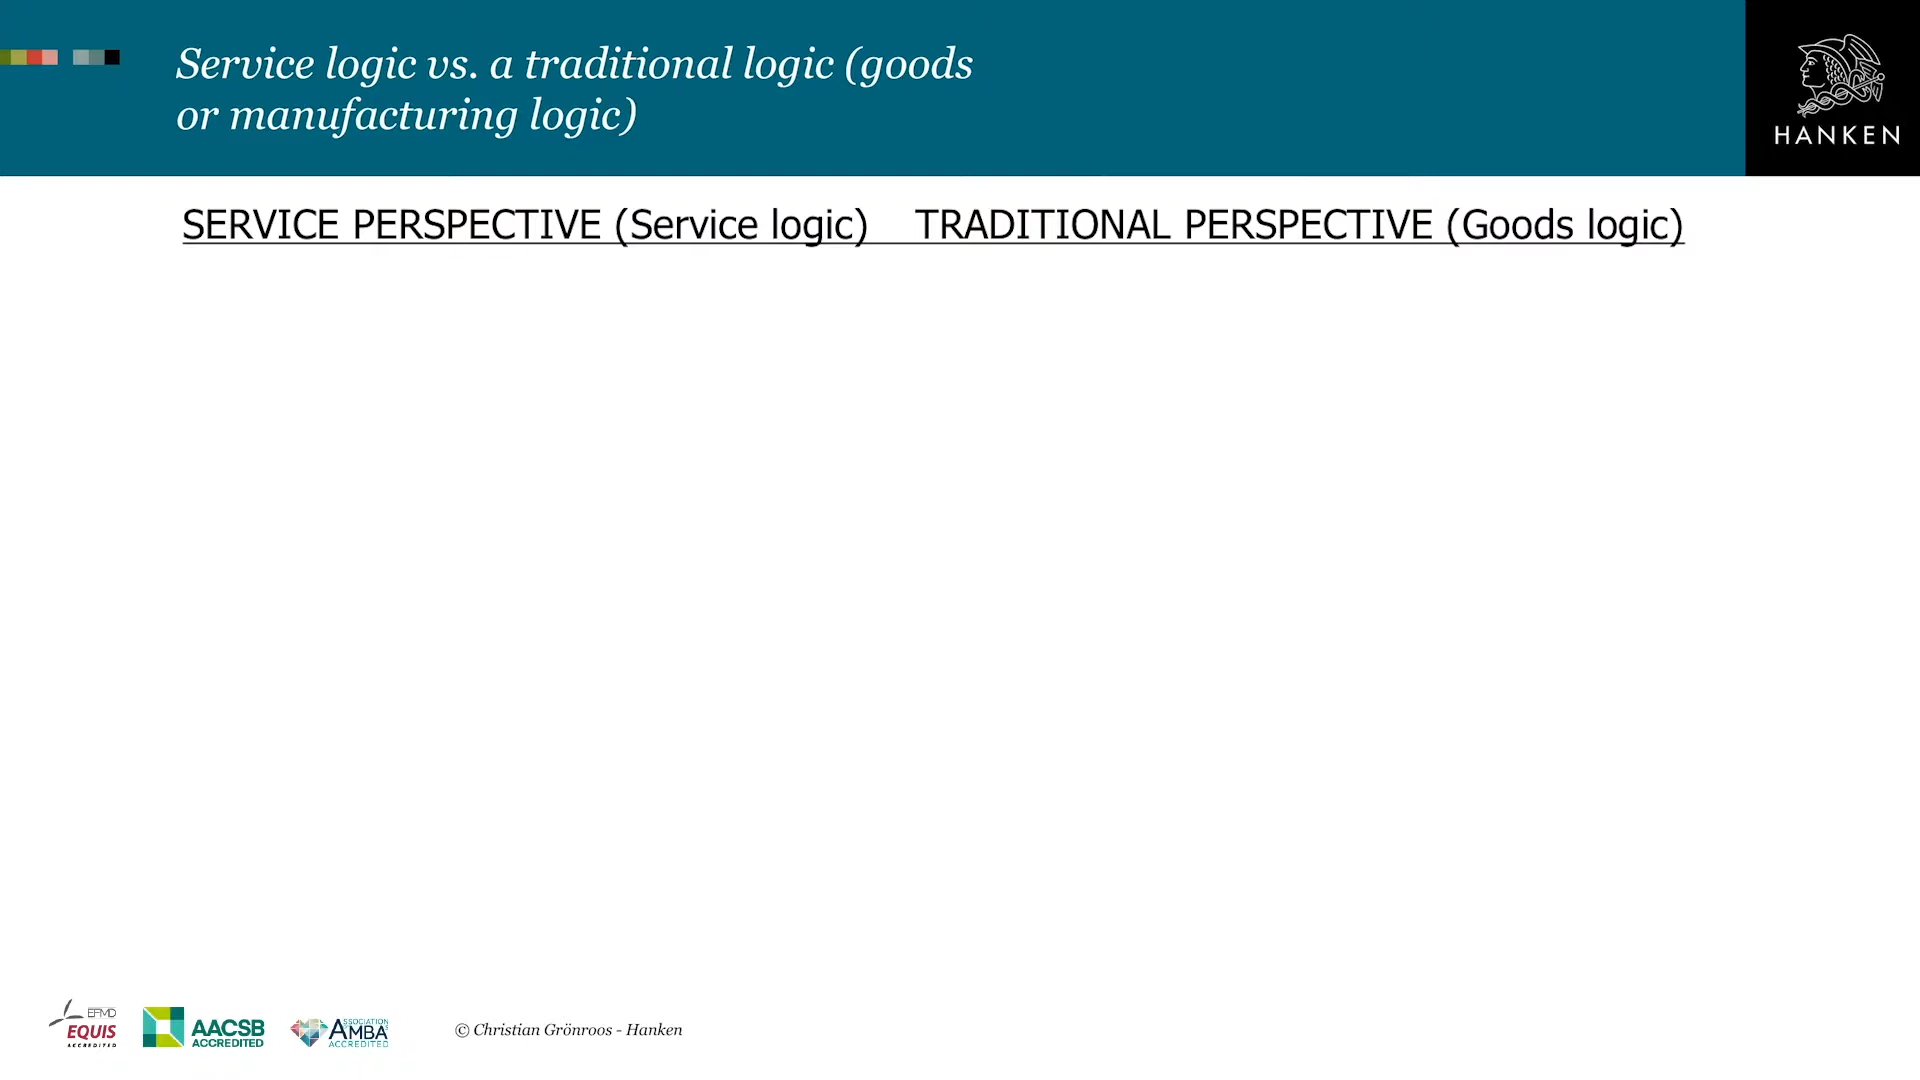 Service logic vs. a traditional logic (goods
or manufacturing logic)
HANKEN
SERVICE PERSPECTIVE (Service logic) TRADITIONAL PERSPECTIVE (Goods logic)
EFMD
EQUIS
ACCREDITED
AACSB
ACCREDITED
ASSOCIATION
AMBA
ACCREDITED
© Christian Grönroos - Hanken